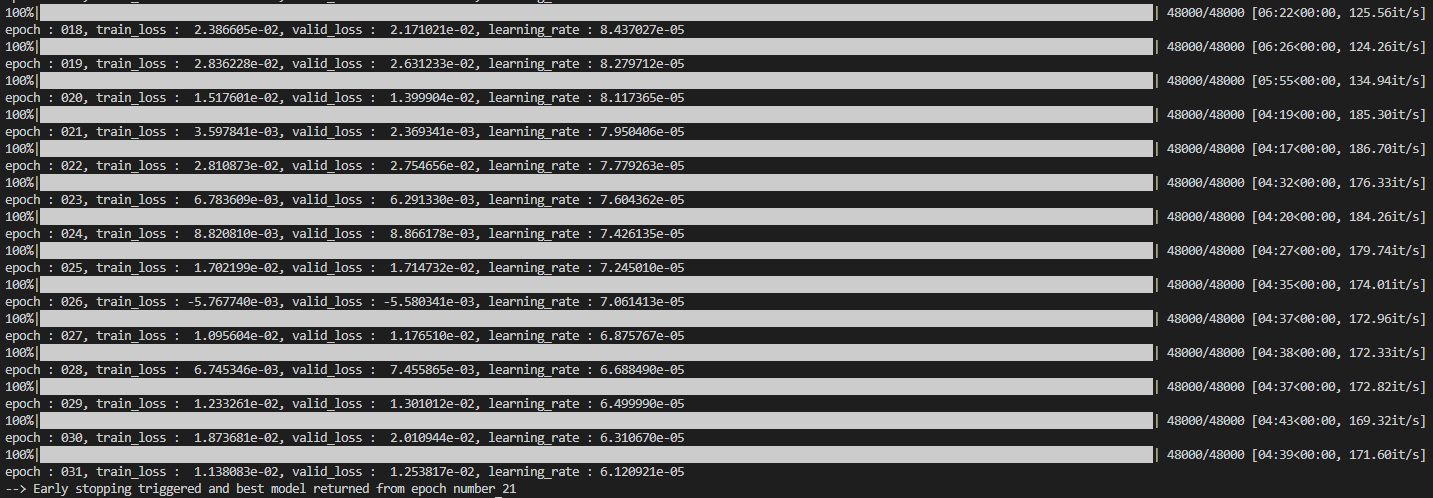 100%| | 48000/48000 [06:22<00:00, 125.56it/s]
epoch : 018, train_loss :  2.386605e-02, valid_loss :  2.171021e-02, learning_rate : 8.437027e-05
100%| | 48000/48000 [06:26<00:00, 124.26it/s]
epoch : 019, train_loss :  2.836228e-02, valid_loss :  2.631233e-02, learning_rate : 8.279712e-05
100%| | 48000/48000 [05:55<00:00, 134.94it/s]
epoch : 020, train_loss :  1.517601e-02, valid_loss :  1.399904e-02, learning_rate : 8.117365e-05
100%| | 48000/48000 [04:19<00:00, 185.30it/s]
epoch : 021, train_loss :  3.597841e-03, valid_loss :  2.369341e-03, learning_rate : 7.950406e-05
100%| | 48000/48000 [04:17<00:00, 186.70it/s]
epoch : 022, train_loss :  2.810873e-02, valid_loss :  2.754656e-02, learning_rate : 7.779263e-05
100%| | 48000/48000 [04:32<00:00, 176.33it/s]
epoch : 023, train_loss :  6.783609e-03, valid_loss :  6.291330e-03, learning_rate : 7.604362e-05
100%| | 48000/48000 [04:20<00:00, 184.26it/s]
epoch : 024, train_loss :  8.820810e-03, valid_loss :  8.866178e-03, learning_rate : 7.426135e-05
100%| | 48000/48000 [04:27<00:00, 179.74it/s]
epoch : 025, train_loss :  1.702199e-02, valid_loss :  1.714732e-02, learning_rate : 7.245010e-05
100%| | 48000/48000 [04:35<00:00, 174.01it/s]
epoch : 026, train_loss : -5.767740e-03, valid_loss : -5.580341e-03, learning_rate : 7.061413e-05
100%| | 48000/48000 [04:37<00:00, 172.96it/s]
epoch : 027, train_loss :  1.095604e-02, valid_loss :  1.176510e-02, learning_rate : 6.875767e-05
100%| | 48000/48000 [04:38<00:00, 172.33it/s]
epoch : 028, train_loss :  6.745346e-03, valid_loss :  7.455865e-03, learning_rate : 6.688490e-05
100%| | 48000/48000 [04:37<00:00, 172.82it/s]
epoch : 029, train_loss :  1.233261e-02, valid_loss :  1.301012e-02, learning_rate : 6.499990e-05
100%| | 48000/48000 [04:43<00:00, 169.32it/s]
epoch : 030, train_loss :  1.873681e-02, valid_loss :  2.010944e-02, learning_rate : 6.310670e-05
100%| | 48000/48000 [04:39<00:00, 171.60it/s]
epoch : 031, train_loss :  1.138083e-02, valid_loss :  1.253817e-02, learning_rate : 6.120921e-05
--> Early stopping triggered and best model returned from epoch number 21